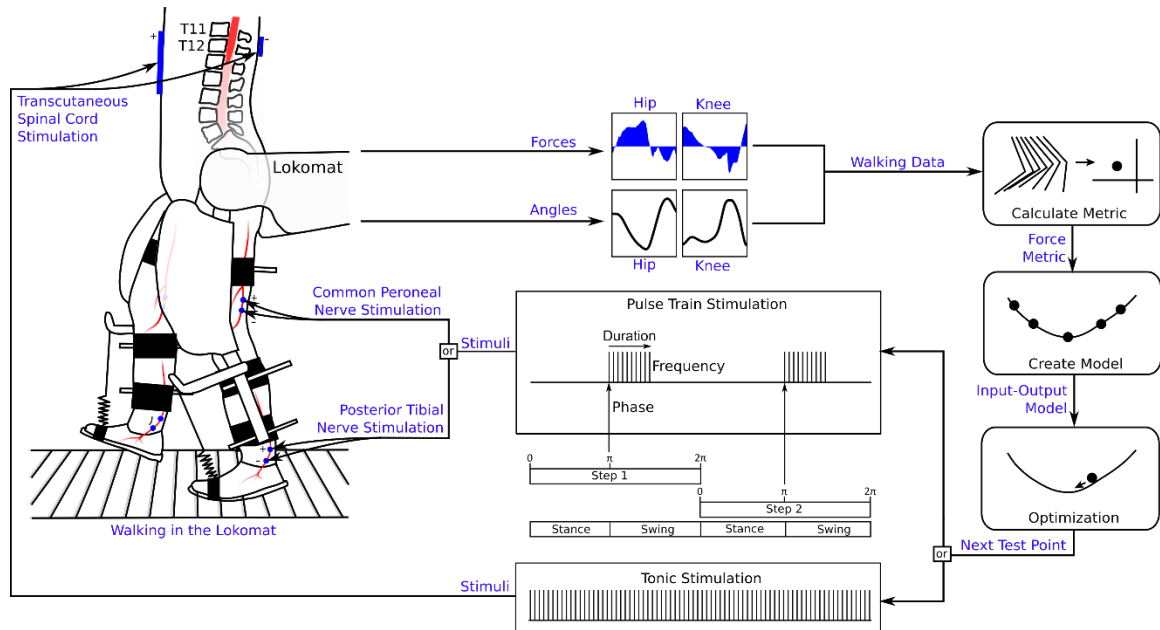 T11
T12
+
-
Transcutaneous
Spinal Cord
Stimulation
Lokomat
Forces
Angles
Hip
Knee
Hip
Knee
Walking Data
Calculate Metric
Force
Metric
Create Model
Input-Output
Model
Optimization
Next Test Point
or
Common Peroneal
Nerve Stimulation
+
-
or
Stimuli
Posterior Tibial
Nerve Stimulation
+
-
Walking in the Lokomat
Pulse Train Stimulation
Duration
Frequency
Phase
0
π
2π
Step 1
0
π
2π
Step 2
Stance
Swing
Stance
Swing
Stimuli
Tonic Stimulation